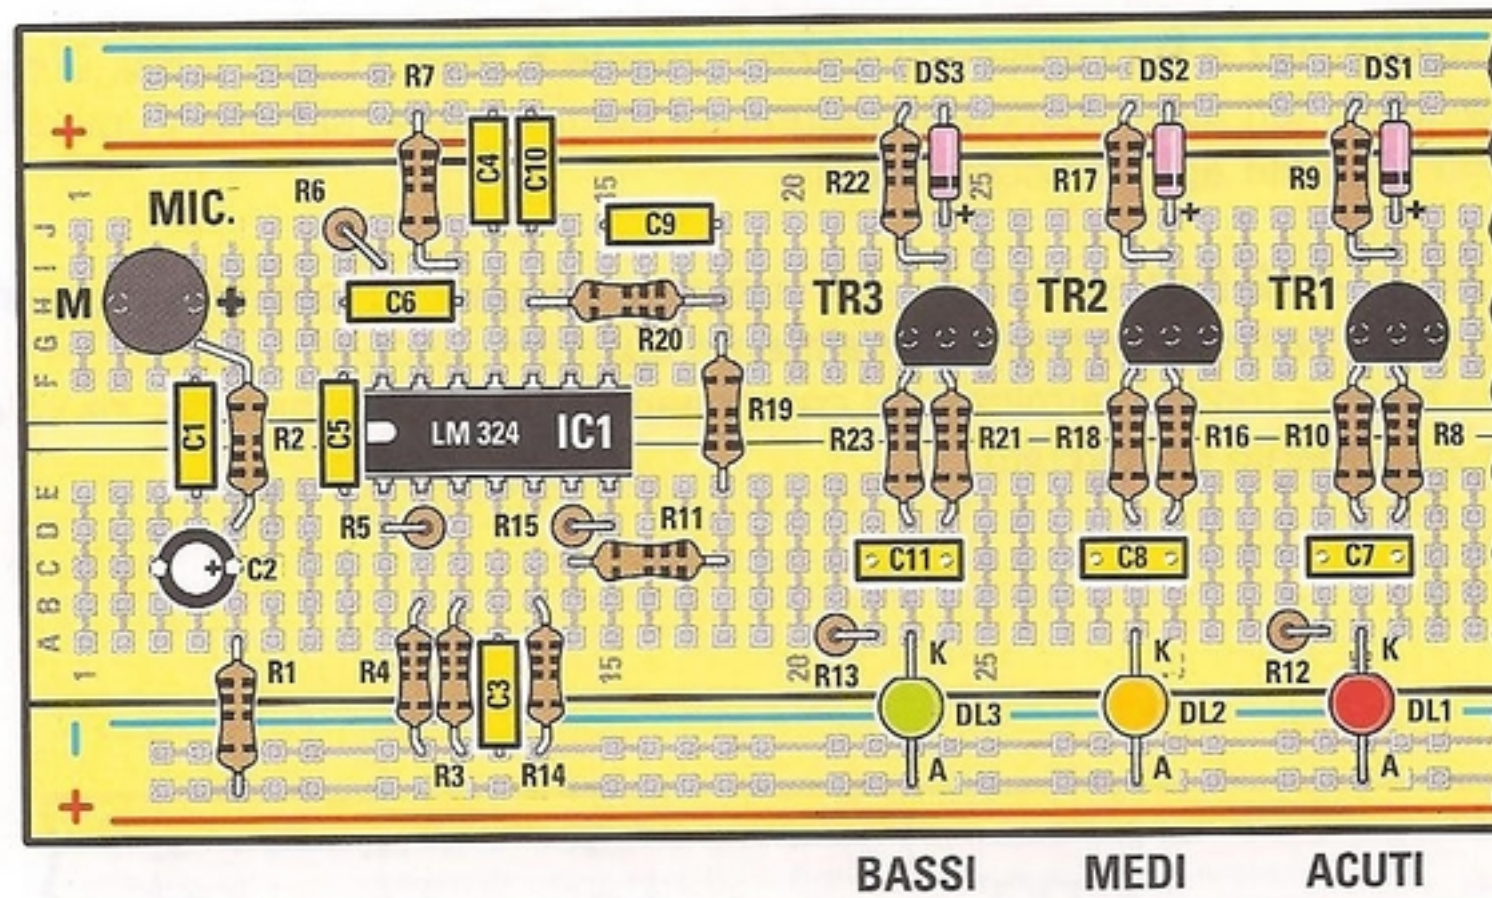 R7 DS3 DS2 DS1
+
1 MIC. R6 C4 C10 15 20 R22 25 R17 R9
J C9 + + +
I
M + H C6 TR3 TR2 TR1
G R20
F
C1 R2 C5 LM 324 IC1 R19 R23 R21 R18 R16 R10 R8
E
D R5 R15 R11
C + C2 C11 C8 C7
B
A K K K
1 R1 R4 C3 15 20 R13 25 R12
DL3 DL2 DL1
R3 R14 A A A
+
BASSI MEDI ACUTI